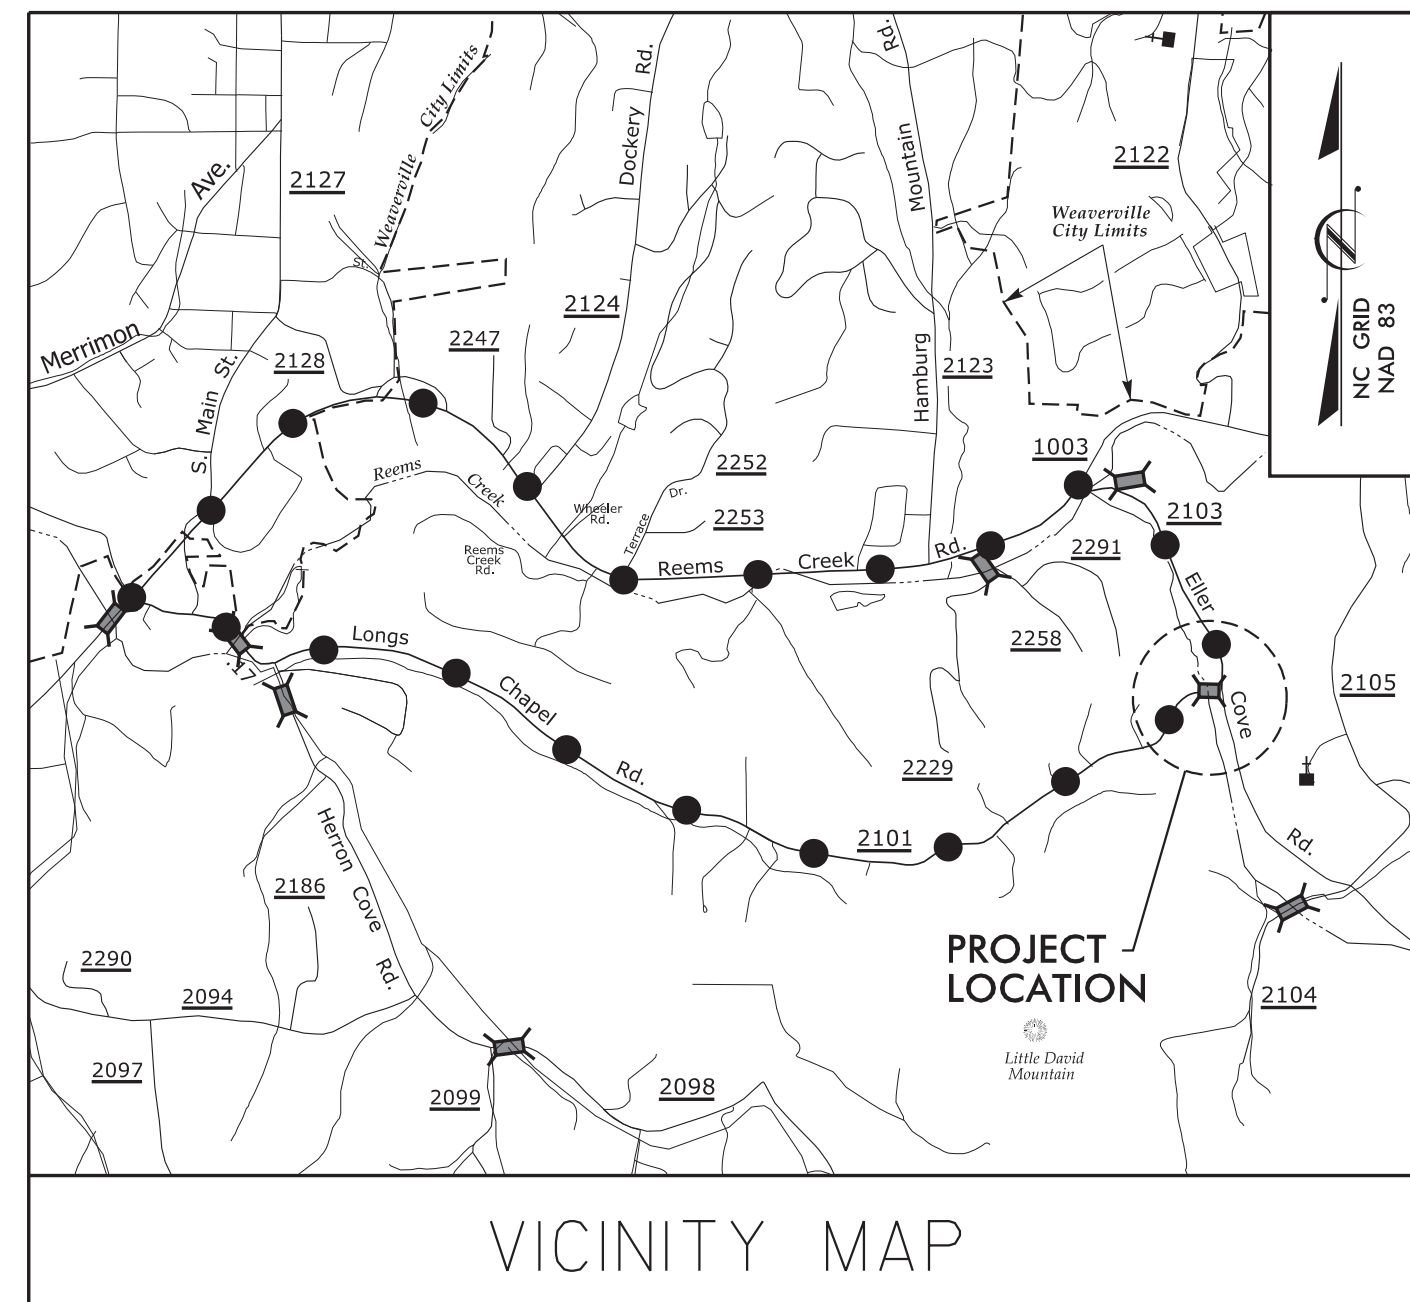 Rd.
Rd.
City Limits
Dockery
Mountain
2122
Ave.
2127
Weaverville
Weaverville
City Limits
St.
2124
NC GRID
NAD 83
Merrimon
2128
2247
Hamburg
2123
S. Main St.
Reems
Creek
2252
1003
Dr.
Wheeler
Rd.
2253
2103
Terrace
Reems
Creek
Rd.
Reems
Creek
Rd.
2291
Eller
Longs
2258
'17'
Chapel
Cove
2105
Rd.
2229
Herron
Cove
Rd.
2101
Rd.
2186
PROJECT
LOCATION
2290
2094
2104
Little David
Mountain
2097
2099
2098
VICINITY MAP